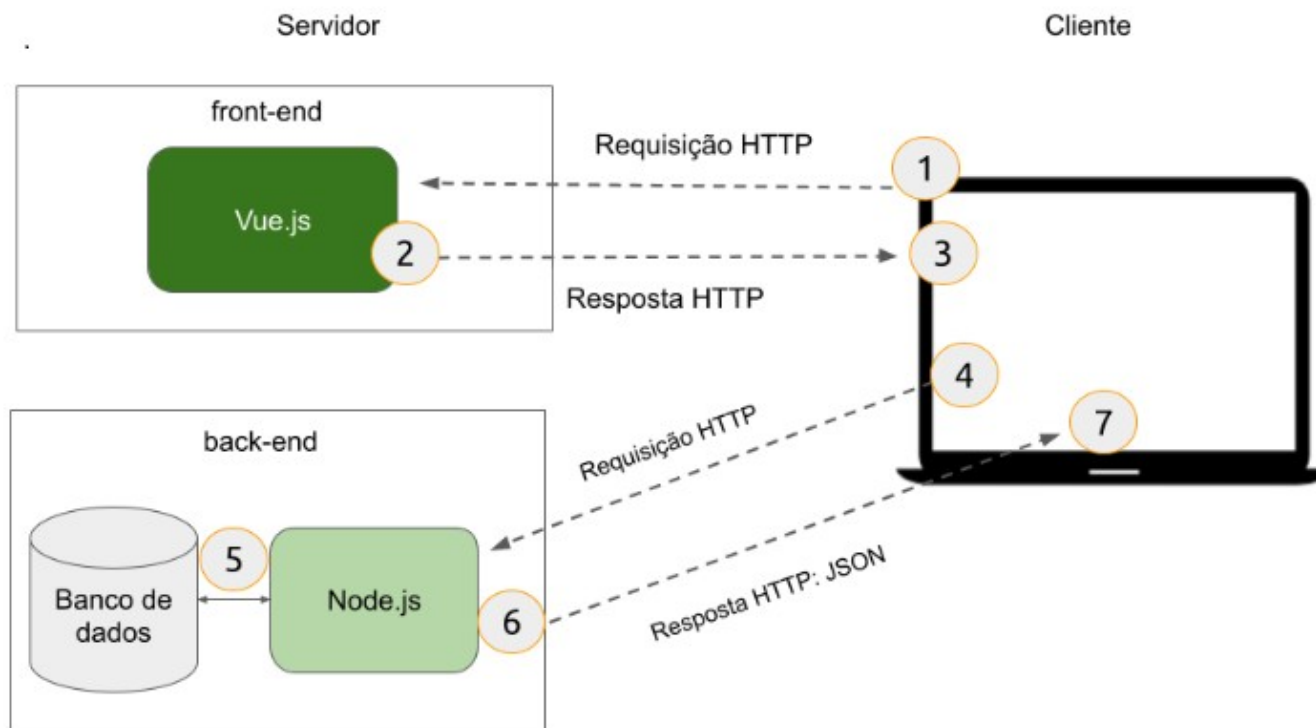 Servidor
Cliente
.
front-end
Vue.js
Requisição HTTP
1
2
3
Resposta HTTP
4
back-end
Requisição HTTP
7
5
Banco de
dados
Node.js
6
Resposta HTTP: JSON